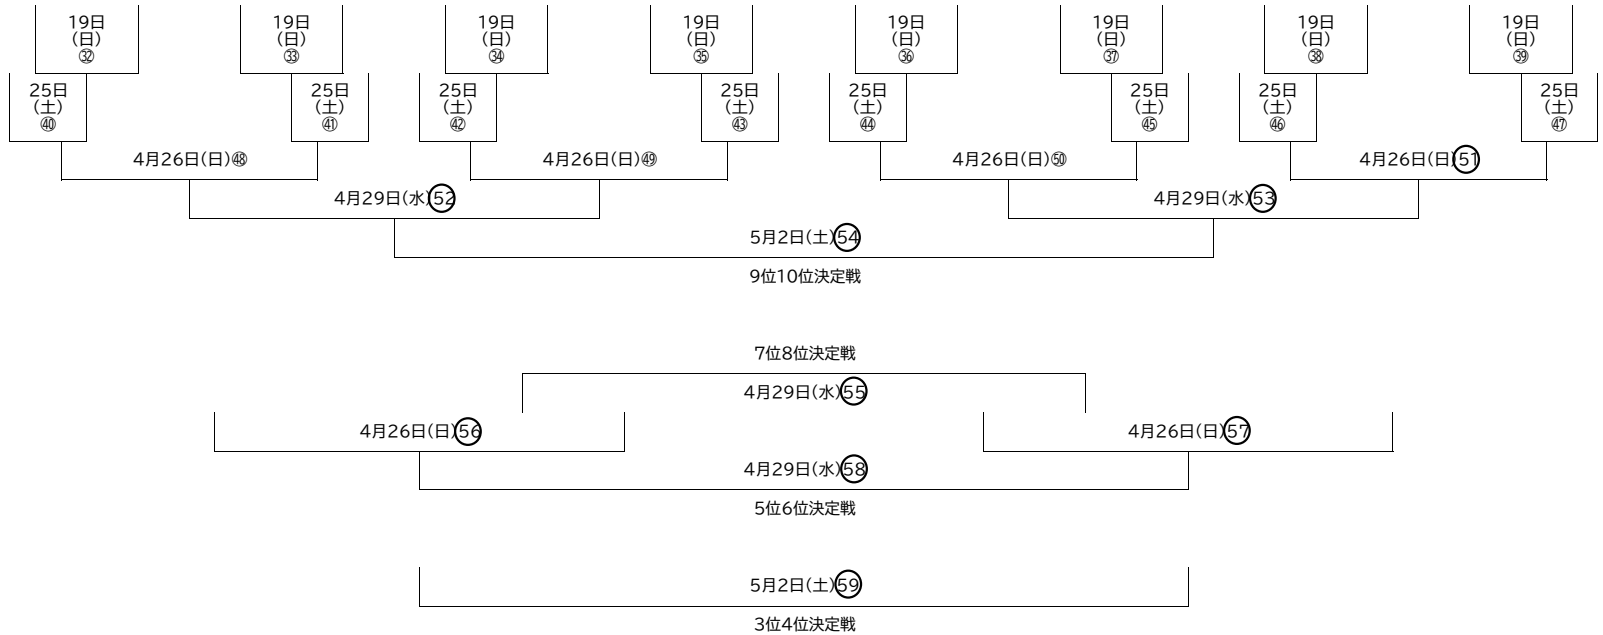 19日 19日 19日 19日 19日 19日 19日 19日
(日) (日) (日) (日) (日) (日) (日) (日)
㉜ ㉝ ㉞ ㉟ ㊱ ㊲ ㊳ ㊴
25日 25日 25日 25日 25日 25日 25日 25日
(土) (土) (土) (土) (土) (土) (土) (土)
㊵ ㊶ ㊷ ㊸ ㊹ ㊺ ㊻ ㊼
4月26日(日)㊽ 4月26日(日)㊾ 4月26日(日)㊿ 4月26日(日)51
4月29日(水)52 4月29日(水)53
5月2日(土)54
9位10位決定戦
7位8位決定戦
4月29日(水)55
4月26日(日)56 4月26日(日)57
4月29日(水)58
5位6位決定戦
5月2日(土)59
3位4位決定戦